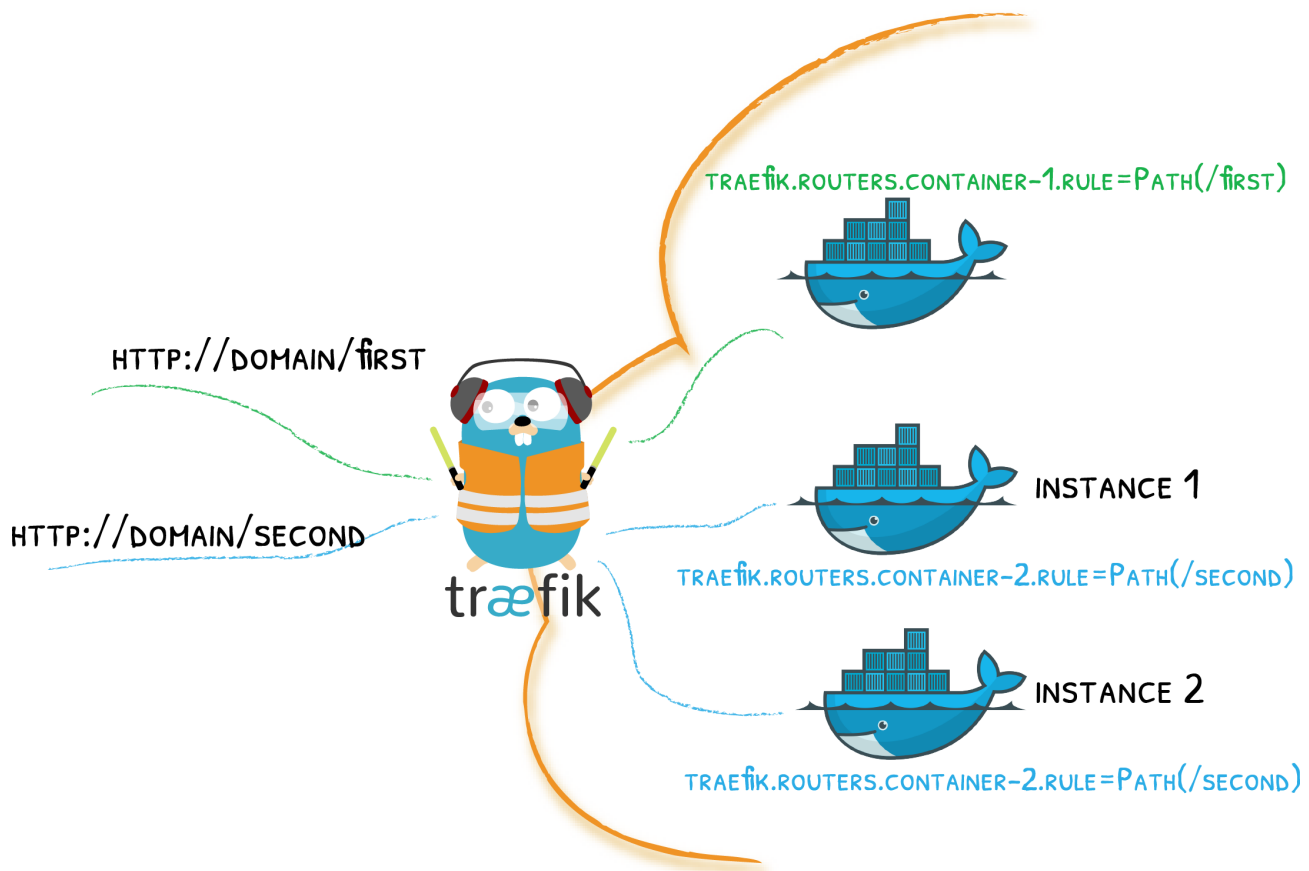 TRAEFIK.ROUTERS.CONTAINER-1.RULE=PATH(/FIRST)
HTTP://DOMAIN/FIRST
INSTANCE 1
HTTP://DOMAIN/SECOND
TRAEFIK.ROUTERS.CONTAINER-2.RULE=PATH(/SECOND)
træfik
INSTANCE 2
TRAEFIK.ROUTERS.CONTAINER-2.RULE=PATH(/SECOND)